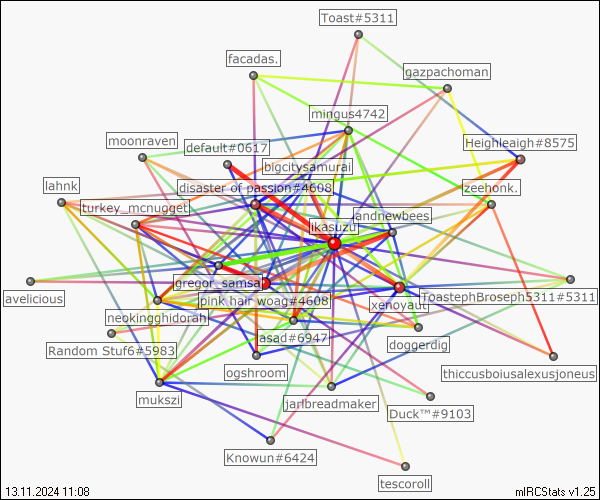 Toast#5311
facadas.
gazpachoman
mingus4742
moonraven
default#0617
Heighleaigh#8575
bigcitysamurai
lahnk
disaster of passion#4608
zeehonk.
turkey_mcnugget
landnewbees
ikasuzu
gregor_samsa
avelicious
pink hair woag#4608
xenoyaut
ToastephBroseph5311#5311
neokingghidorah
asad#6947
doggerdig
Random Stuf6#5983
ogshroom
thiccusboiusalexusjoneus
mukszi
jarlbreadmaker
Duck™#9103
Knowun#6424
tescoroll
13.11.2024 11:08
mIRCStats v1.25